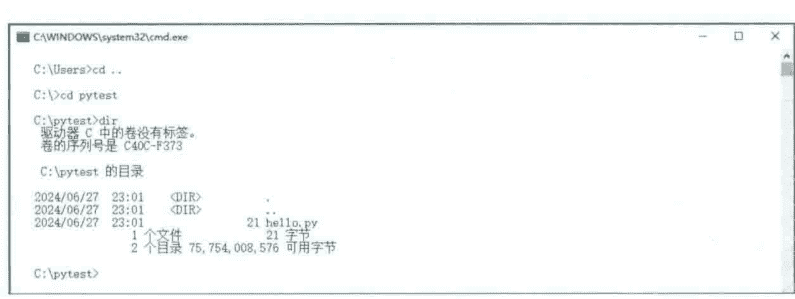 C:\WINDOWS\system32\cmd.exe
C:\Users>cd ..
C:\>cd pytest
C:\pytest>dir
驱动器 C 中的卷没有标签。
卷的序列号是 C40C-F373
C:\pytest 的目录
2024/06/27 23:01 <DIR> .
2024/06/27 23:01 <DIR> ..
2024/06/27 23:01 21 hello.py
1 个文件 21 字节
2 个目录 75,754,008,576 可用字节
C:\pytest>